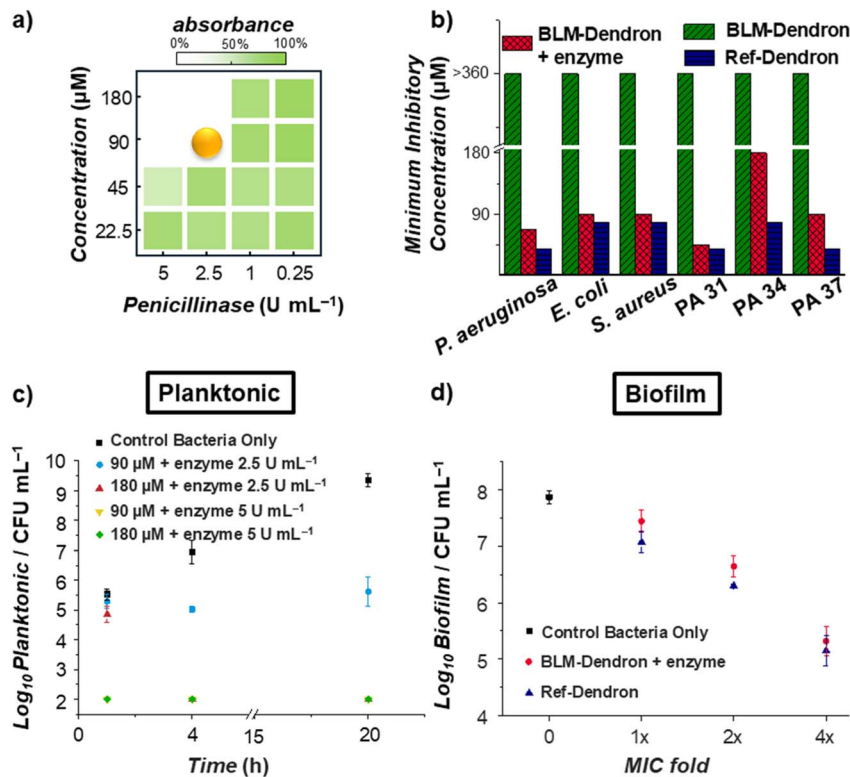 a)
absorbance
0% 50% 100%
Concentration (µM)
180
90
45
22.5
5 2.5 1 0.25
Penicillinase (U mL⁻¹)
b)
BLM-Dendron + enzyme
BLM-Dendron
Ref-Dendron
Minimum Inhibitory
Concentration (µM)
>360
180
90
P. aeruginosa
E. coli
S. aureus
PA 31
PA 34
PA 37
c)
Planktonic
Control Bacteria Only
90 µM + enzyme 2.5 U mL⁻¹
180 µM + enzyme 2.5 U mL⁻¹
90 µM + enzyme 5 U mL⁻¹
180 µM + enzyme 5 U mL⁻¹
Log₁₀ Planktonic / CFU mL⁻¹
10
9
8
7
6
5
4
3
2
0 4 15 20
Time (h)
d)
Biofilm
Log₁₀ Biofilm / CFU mL⁻¹
8
7
6
5
4
Control Bacteria Only
BLM-Dendron + enzyme
Ref-Dendron
0 1x 2x 4x
MIC fold